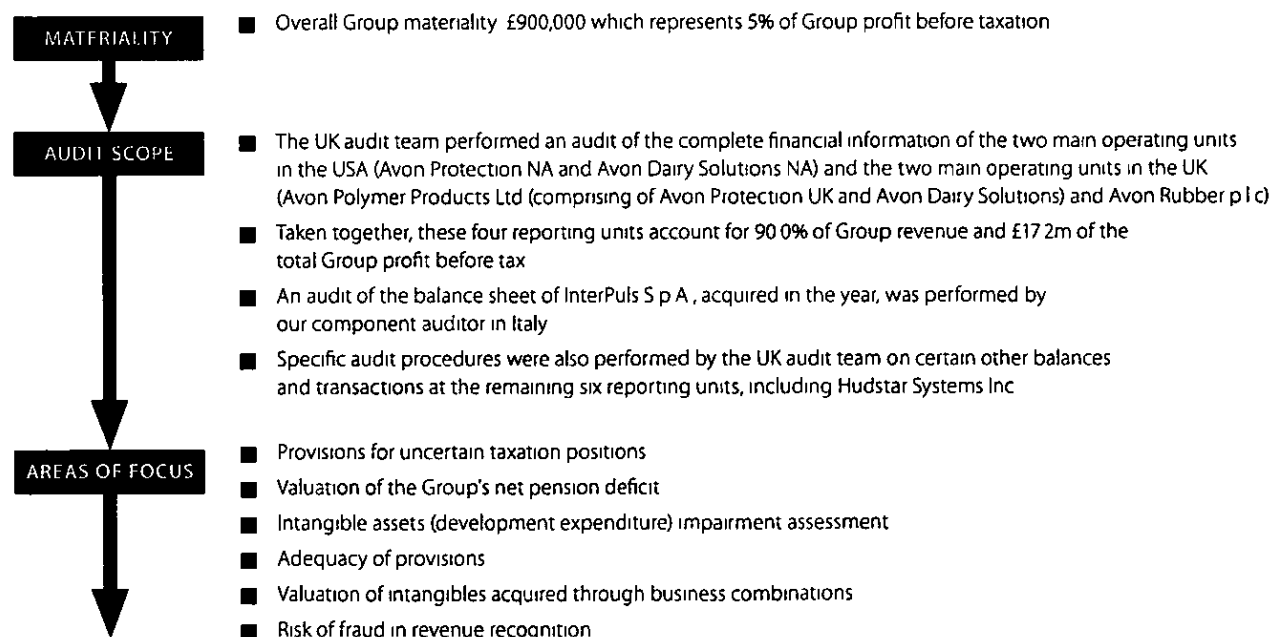 MATERIALITY
■ Overall Group materiality £900,000 which represents 5% of Group profit before taxation
AUDIT SCOPE
■ The UK audit team performed an audit of the complete financial information of the two main operating units
in the USA (Avon Protection NA and Avon Dairy Solutions NA) and the two main operating units in the UK
(Avon Polymer Products Ltd (comprising of Avon Protection UK and Avon Dairy Solutions) and Avon Rubber p l c)
■ Taken together, these four reporting units account for 90 0% of Group revenue and £17 2m of the
total Group profit before tax
■ An audit of the balance sheet of InterPuls S p A , acquired in the year, was performed by
our component auditor in Italy
■ Specific audit procedures were also performed by the UK audit team on certain other balances
and transactions at the remaining six reporting units, including Hudstar Systems Inc
AREAS OF FOCUS
■ Provisions for uncertain taxation positions
■ Valuation of the Group's net pension deficit
■ Intangible assets (development expenditure) impairment assessment
■ Adequacy of provisions
■ Valuation of intangibles acquired through business combinations
■ Risk of fraud in revenue recognition